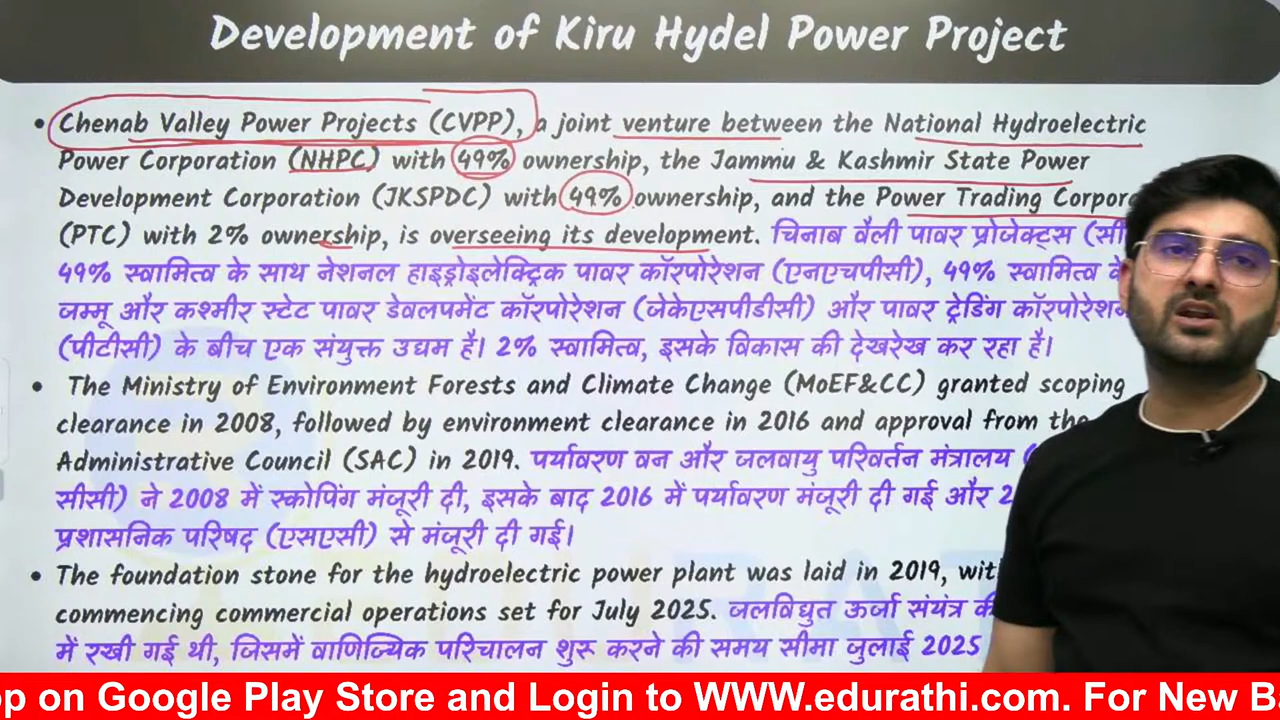 Development of Kiru Hydel Power Project
• Chenab Valley Power Projects (CVPP), a joint venture between the National Hydroelectric
Power Corporation (NHPC) with 49% ownership, the Jammu & Kashmir State Power
Development Corporation (JKSPDC) with 49% ownership, and the Power Trading Corpor
(PTC) with 2% ownership, is overseeing its development. चिनाब वैली पावर प्रोजेक्ट्स (सी
49% स्वामित्व के साथ नेशनल हाइड्रोइलेक्ट्रिक पावर कॉरपोरेशन (एनएचपीसी), 49% स्वामित्व के
जम्मू और कश्मीर स्टेट पावर डेवलपमेंट कॉरपोरेशन (जेकेएसपीडीसी) और पावर ट्रेडिंग कॉरपोरेशन
(पीटीसी) के बीच एक संयुक्त उद्यम है। 2% स्वामित्व, इसके विकास की देखरेख कर रहा है।
• The Ministry of Environment Forests and Climate Change (MoEF&CC) granted scoping
clearance in 2008, followed by environment clearance in 2016 and approval from the
Administrative Council (SAC) in 2019. पर्यावरण वन और जलवायु परिवर्तन मंत्रालय (
सीसी) ने 2008 में स्कोपिंग मंजूरी दी, इसके बाद 2016 में पर्यावरण मंजूरी दी गई और 2
प्रशासनिक परिषद (एसएसी) से मंजूरी दी गई।
• The foundation stone for the hydroelectric power plant was laid in 2019, wit
commencing commercial operations set for July 2025. जलविद्युत ऊर्जा संयंत्र की
में रखी गई थी, जिसमें वाणिज्यिक परिचालन शुरू करने की समय सीमा जुलाई 2025
op on Google Play Store and Login to WWW.edurathi.com. For New B